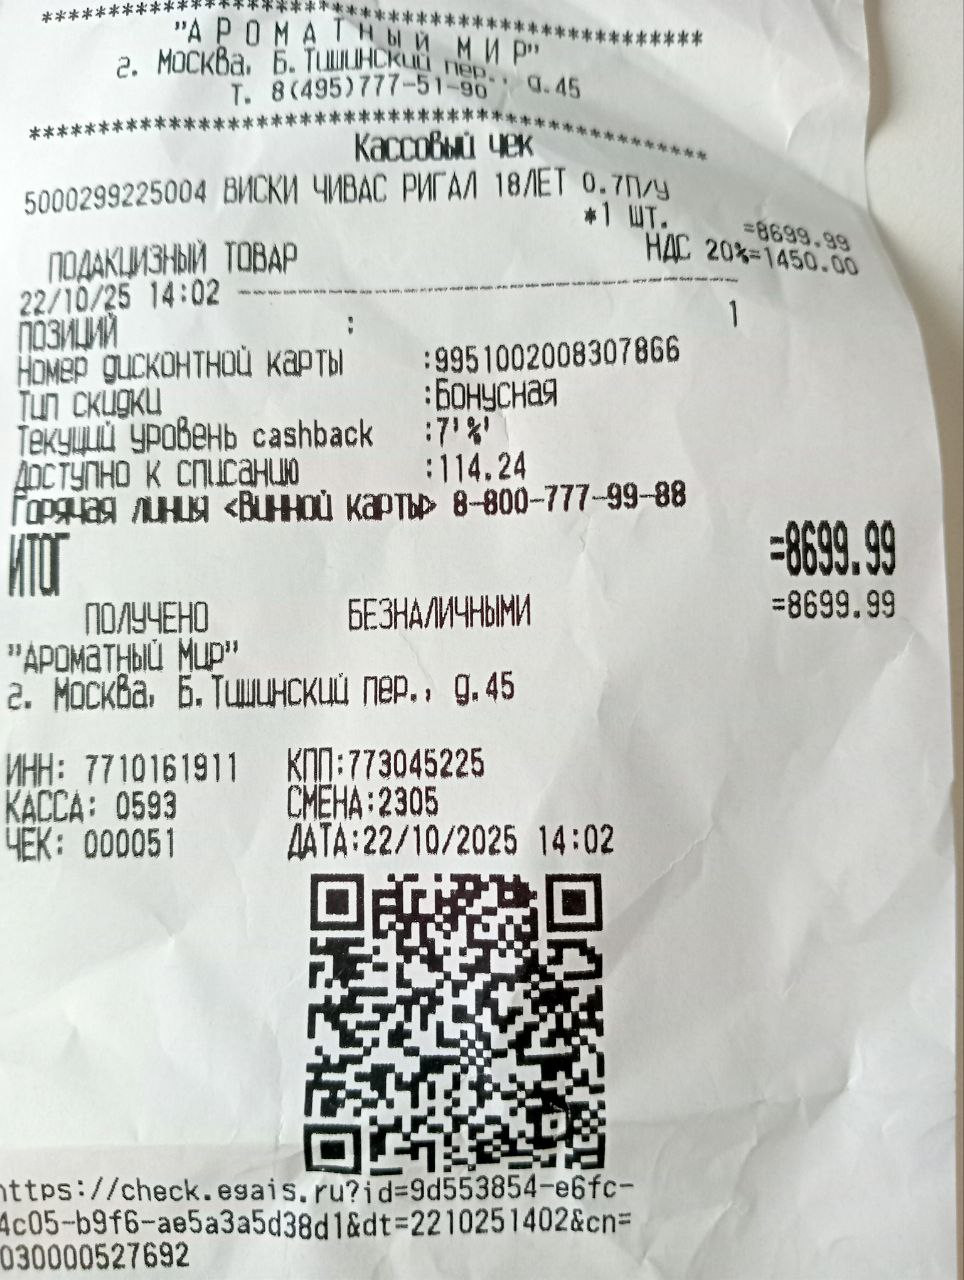 ****************************************
"АРОМАТНЫЙ МИР"
г. Москва, Б. Тишинский пер., д.45
Т. 8(495)777-51-90
****************************************
Кассовый чек
5000299225004 ВИСКИ ЧИВАС РИГАЛ 18ЛЕТ 0.7П/У
*1 ШТ. =8699.99
ПОДАКЦИЗНЫЙ ТОВАР НДС 20%=1450.00
22/10/25 14:02 ----------------------------------------
ПОЗИЦИЙ : 1
Номер дисконтной карты :9951002008307866
Тип скидки :Бонусная
Текущий уровень cashback :7'%'
Доступно к списанию :114.24
Горячая линия <Винной карты> 8-800-777-99-88
ИТОГ =8699.99
ПОЛУЧЕНО БЕЗНАЛИЧНЫМИ =8699.99
"Ароматный Мир"
г. Москва, Б.Тишинский пер., д.45
ИНН: 7710161911 КПП:773045225
КАССА: 0593 СМЕНА:2305
ЧЕК: 000051 ДАТА:22/10/2025 14:02
https://check.egais.ru?id=9d553854-e6fc-
4c05-b9f6-ae5a3a5d38d1&dt=2210251402&cn=
030000527692